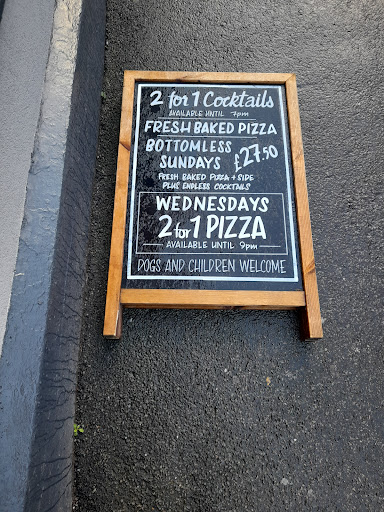 2 for 1 Cocktails
AVAILABLE UNTIL 7pm
FRESH BAKED PIZZA
BOTTOMLESS
SUNDAYS £27.50
FRESH BAKED PIZZA + SIDE
PLUS ENDLESS COCKTAILS
WEDNESDAYS
2 for 1 PIZZA
AVAILABLE UNTIL 9pm
DOGS AND CHILDREN WELCOME